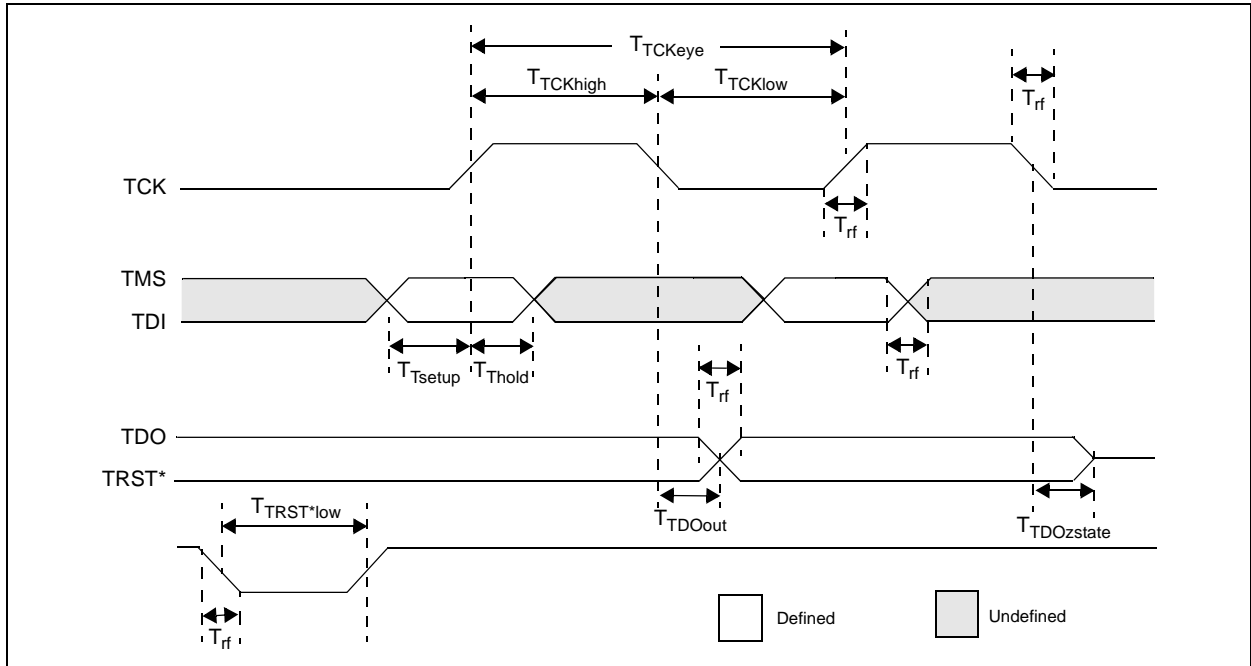 TTCKeye
TTCKhigh
TTCKlow
Trf
TCK
Trf
TMS
TDI
TTsetup
TThold
Trf
Trf
TDO
TRST*
TTRST*low
TTDOout
TTDOzstate
Trf
Defined
Undefined